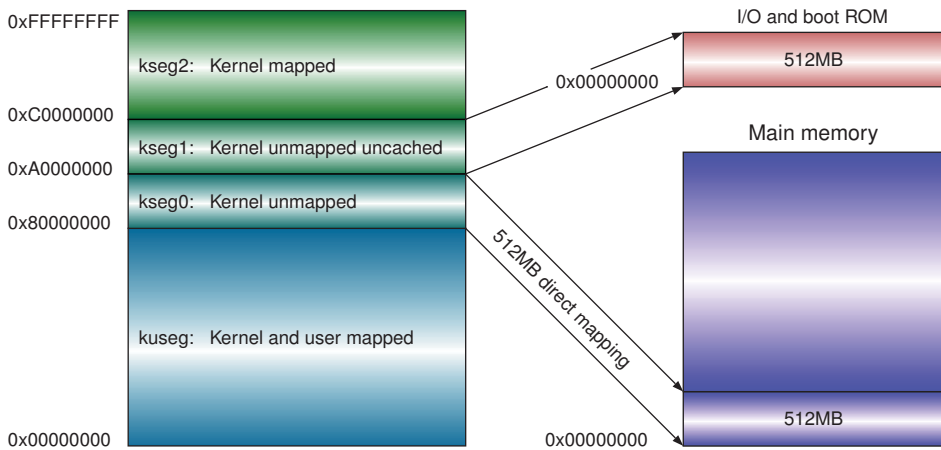 0xFFFFFFFF
kseg2: Kernel mapped
0xC0000000
kseg1: Kernel unmapped uncached
0xA0000000
kseg0: Kernel unmapped
0x80000000
kuseg: Kernel and user mapped
0x00000000
512MB direct mapping
I/O and boot ROM
512MB
0x00000000
Main memory
512MB
0x00000000